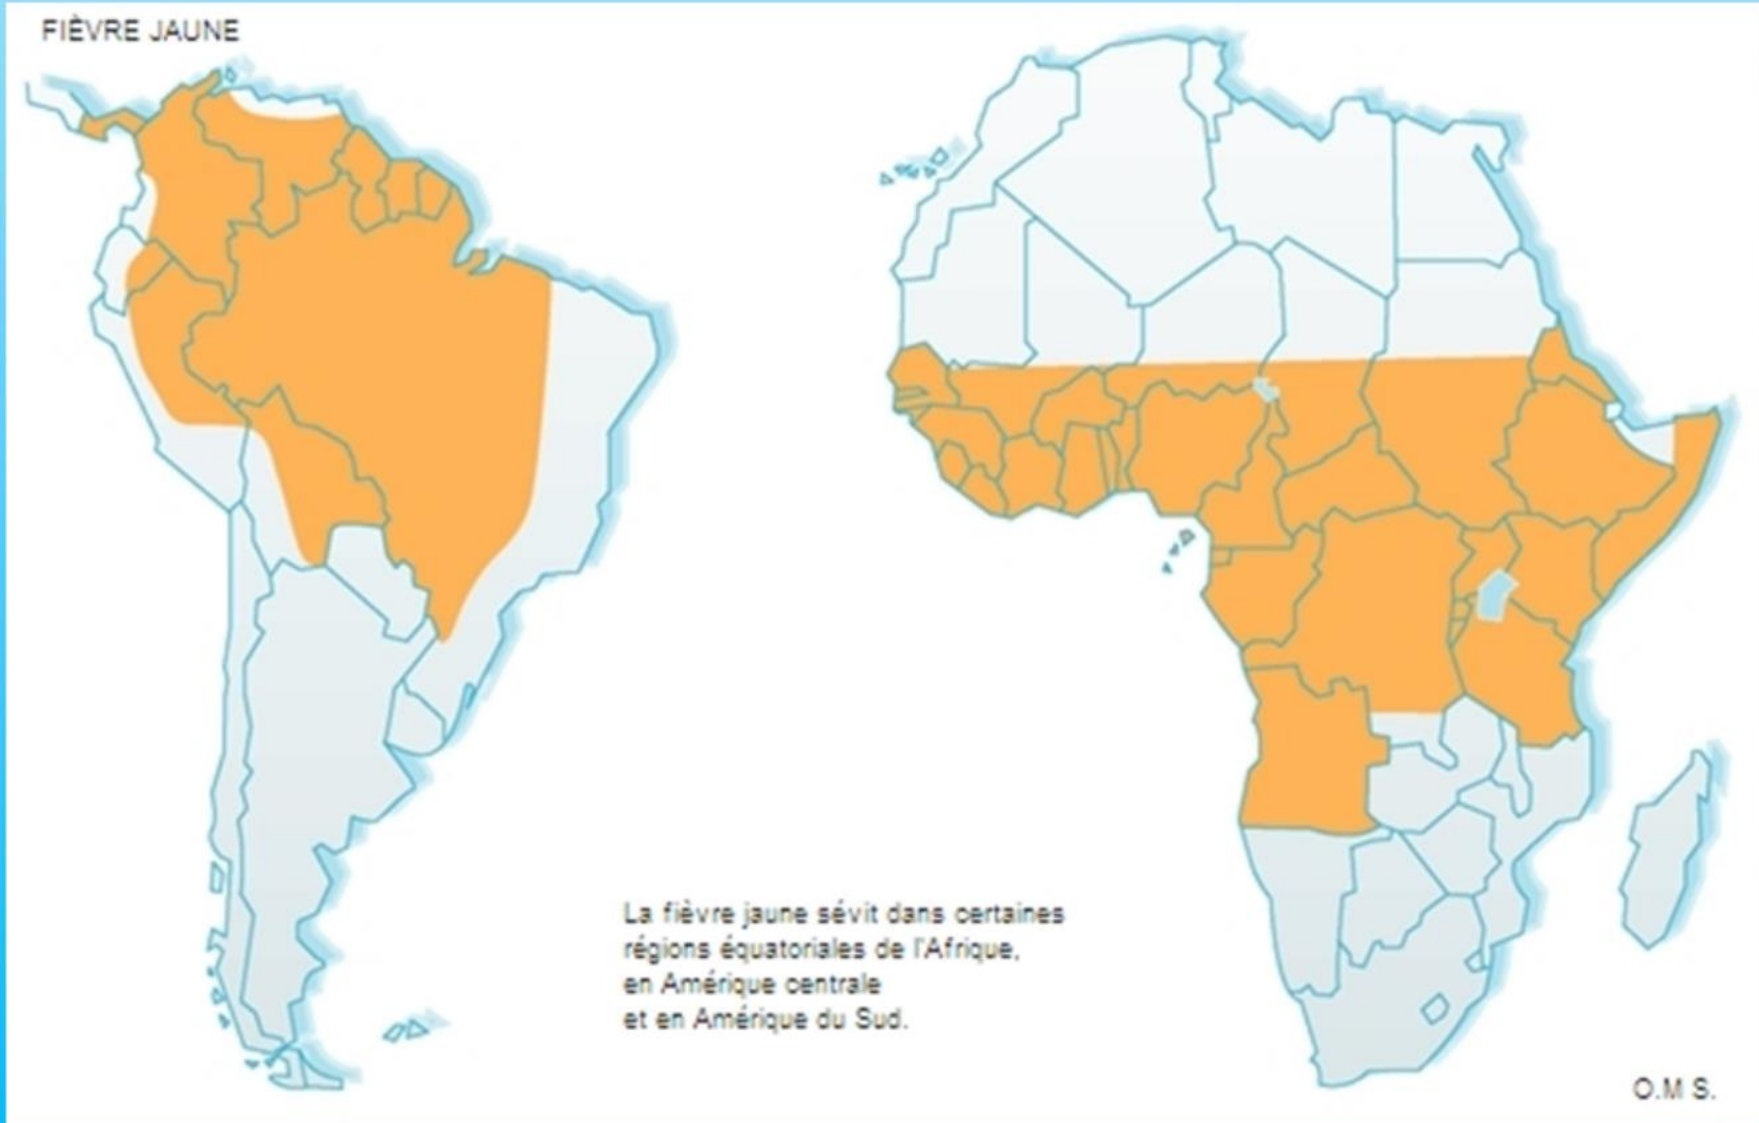 FIÈVRE JAUNE
La fièvre jaune sévit dans certaines
régions équatoriales de l'Afrique,
en Amérique centrale
et en Amérique du Sud.
O.M S.